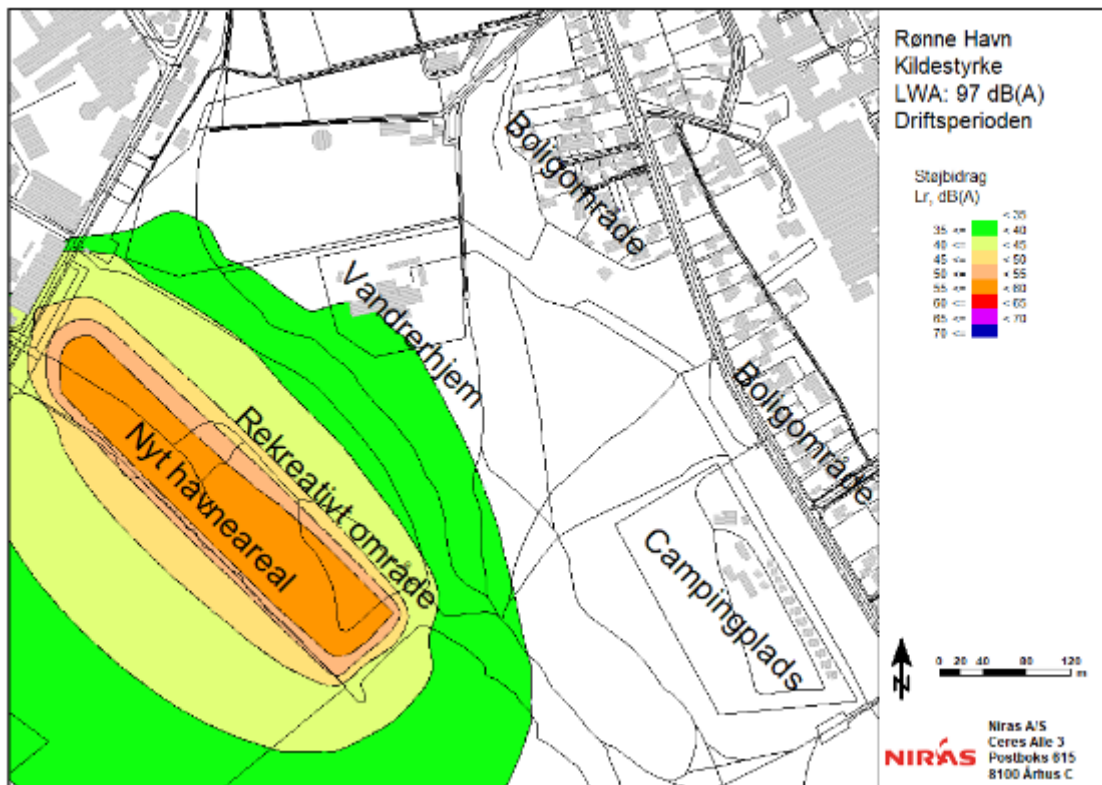 Boligområde
Vandrerhjem
Rekreativt område
Nyt havneareal
Boligområde
Campingplads
Rønne Havn
Kildestyrke
LWA: 97 dB(A)
Driftsperioden
Støjbidrag
Lr, dB(A)
< 35
35 <= < 40
40 <= < 45
45 <= < 50
50 <= < 55
55 <= < 60
60 <= < 65
65 <= < 70
70 <=
N
0 20 40 80 120
m
NIRAS
Niras A/S
Ceres Alle 3
Postboks 615
8100 Århus C